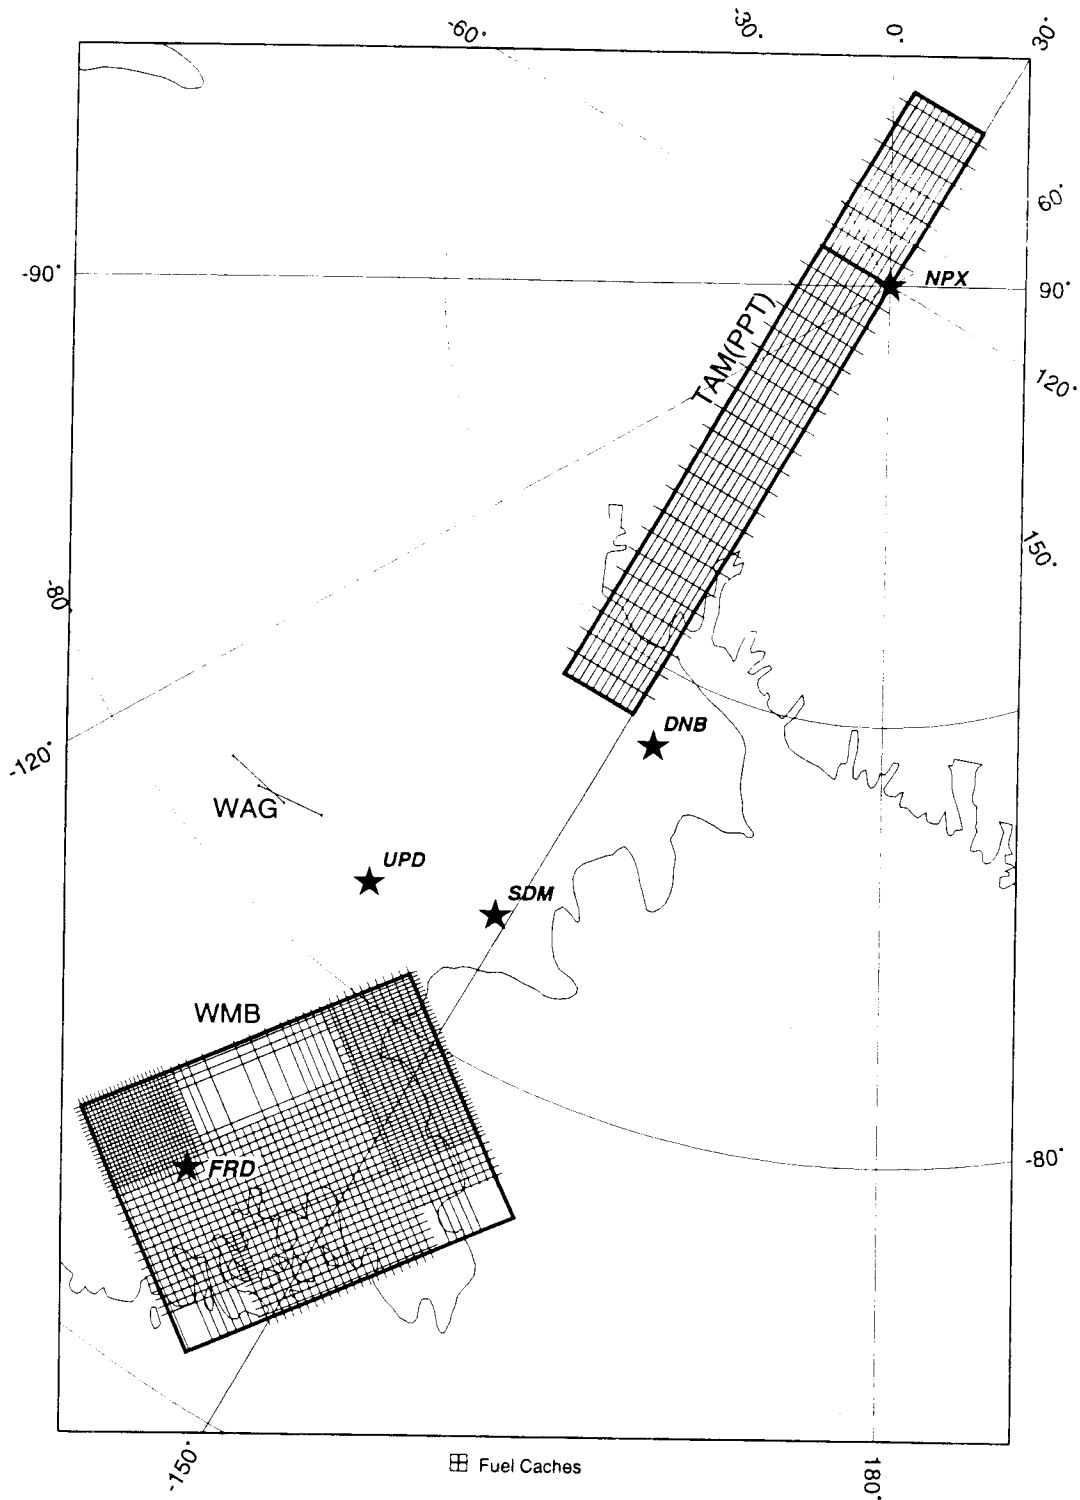 -60°
-30°
0°
30°
60°
-90°
NPX
90°
TAM(PPT)
120°
150°
-80°
DNB
-120°
WAG
UPD
SDM
WMB
-80°
FRD
-150°
Fuel Caches
180°